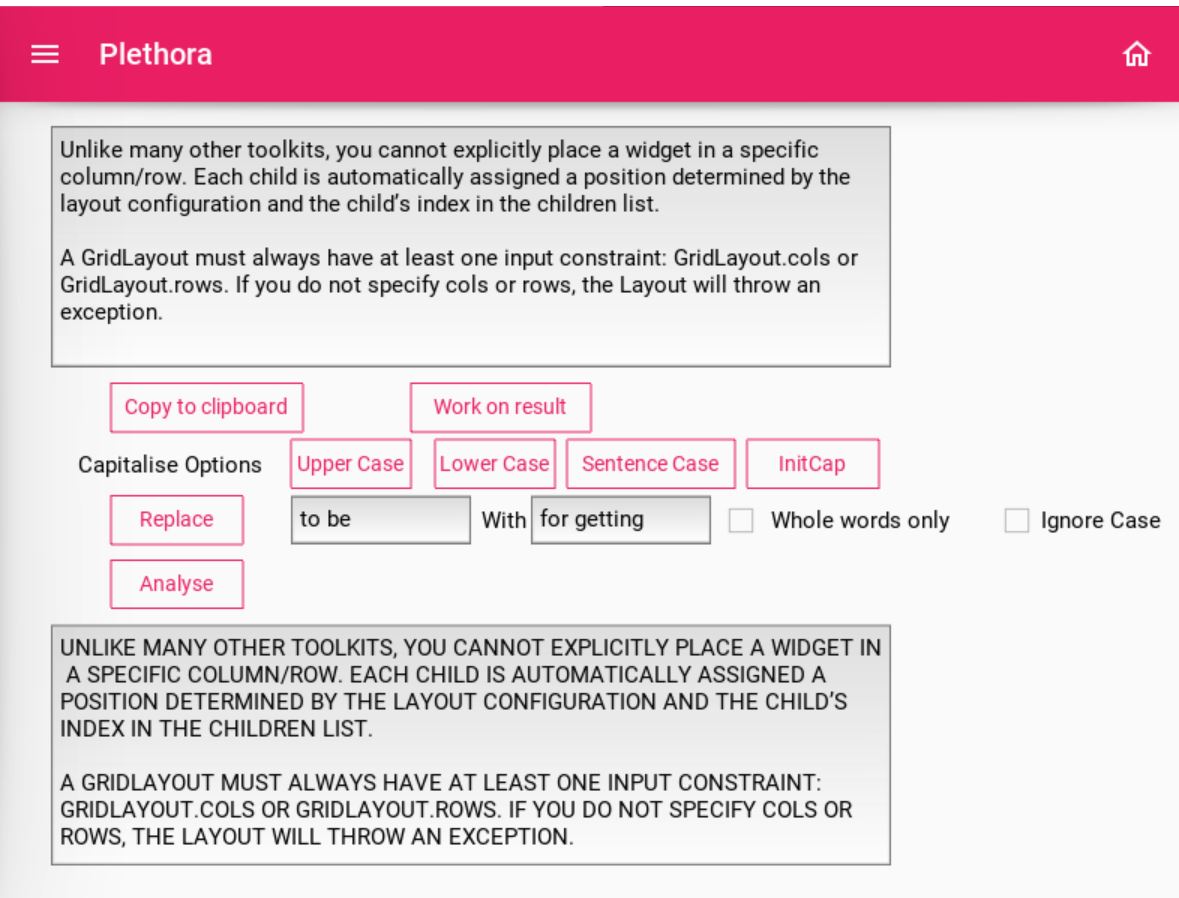 Plethora
Unlike many other toolkits, you cannot explicitly place a widget in a specific
column/row. Each child is automatically assigned a position determined by the
layout configuration and the child’s index in the children list.
A GridLayout must always have at least one input constraint: GridLayout.cols or
GridLayout.rows. If you do not specify cols or rows, the Layout will throw an
exception.
Copy to clipboard Work on result
Capitalise Options Upper Case Lower Case Sentence Case InitCap
Replace to be With for getting Whole words only Ignore Case
Analyse
UNLIKE MANY OTHER TOOLKITS, YOU CANNOT EXPLICITLY PLACE A WIDGET IN
A SPECIFIC COLUMN/ROW. EACH CHILD IS AUTOMATICALLY ASSIGNED A
POSITION DETERMINED BY THE LAYOUT CONFIGURATION AND THE CHILD’S
INDEX IN THE CHILDREN LIST.
A GRIDLAYOUT MUST ALWAYS HAVE AT LEAST ONE INPUT CONSTRAINT:
GRIDLAYOUT.COLS OR GRIDLAYOUT.ROWS. IF YOU DO NOT SPECIFY COLS OR
ROWS, THE LAYOUT WILL THROW AN EXCEPTION.